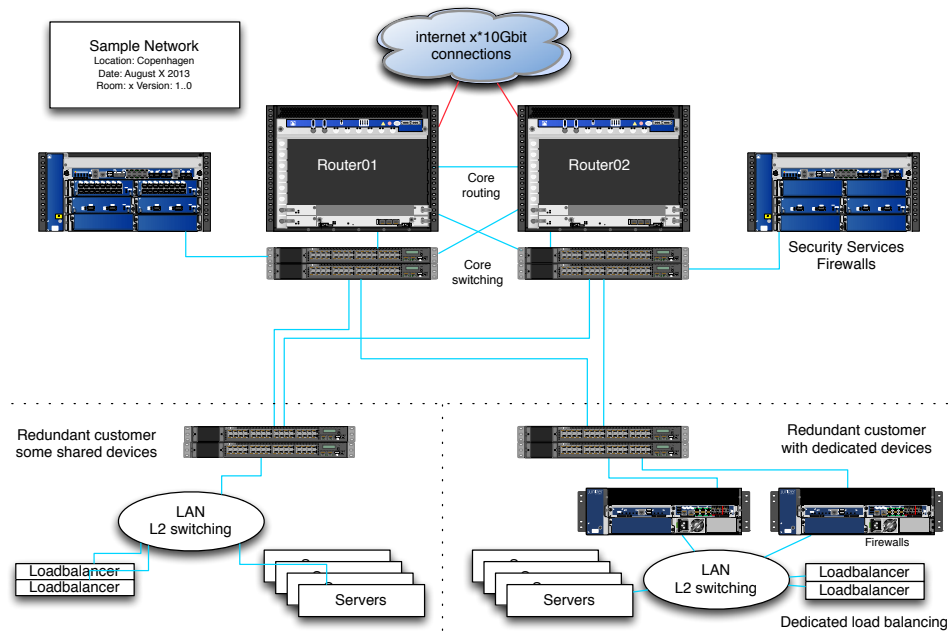 Sample Network
Location: Copenhagen
Date: August X 2013
Room: x Version: 1..0
internet x*10Gbit
connections
Router01
Router02
Core
routing
Core
switching
Security Services
Firewalls
Redundant customer
some shared devices
Redundant customer
with dedicated devices
LAN
L2 switching
Loadbalancer
Loadbalancer
Servers
Firewalls
Servers
LAN
L2 switching
Loadbalancer
Loadbalancer
Dedicated load balancing